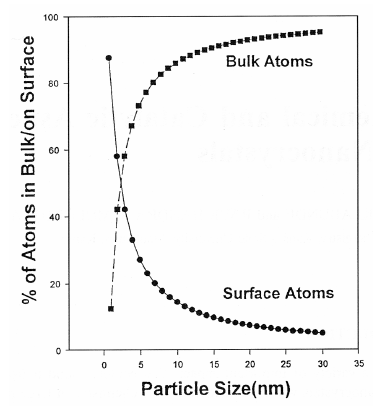 % of Atoms in Bulk/on Surface
100
80
60
40
20
0
Bulk Atoms
Surface Atoms
0 5 10 15 20 25 30 35
Particle Size(nm)